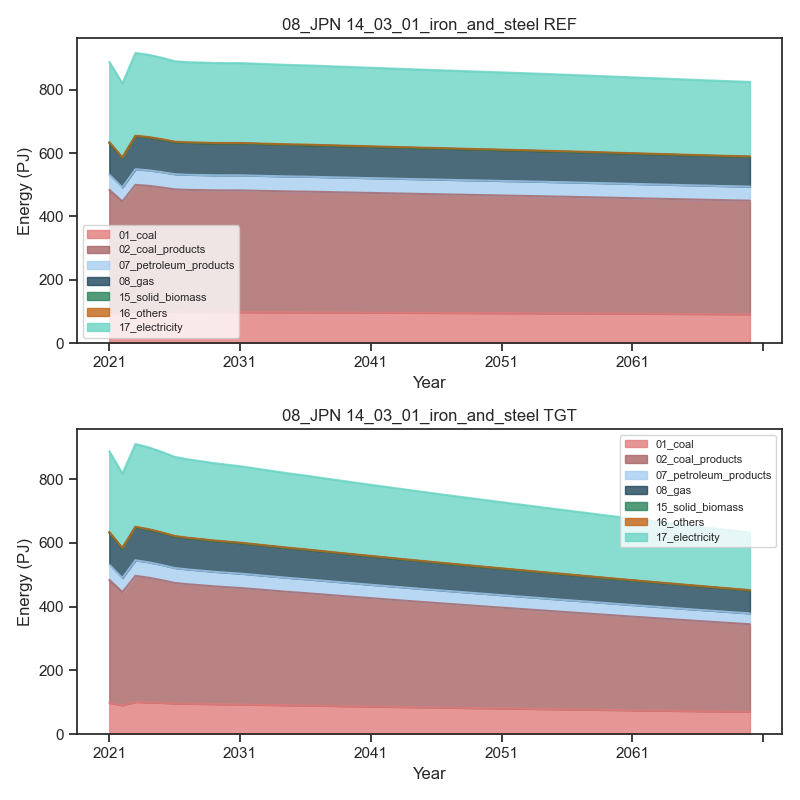 08_JPN 14_03_01_iron_and_steel REF
Energy (PJ)
800
600
400
200
0
01_coal
02_coal_products
07_petroleum_products
08_gas
15_solid_biomass
16_others
17_electricity
2021 2031 2041 2051 2061
Year
08_JPN 14_03_01_iron_and_steel TGT
Energy (PJ)
800
600
400
200
0
01_coal
02_coal_products
07_petroleum_products
08_gas
15_solid_biomass
16_others
17_electricity
2021 2031 2041 2051 2061
Year